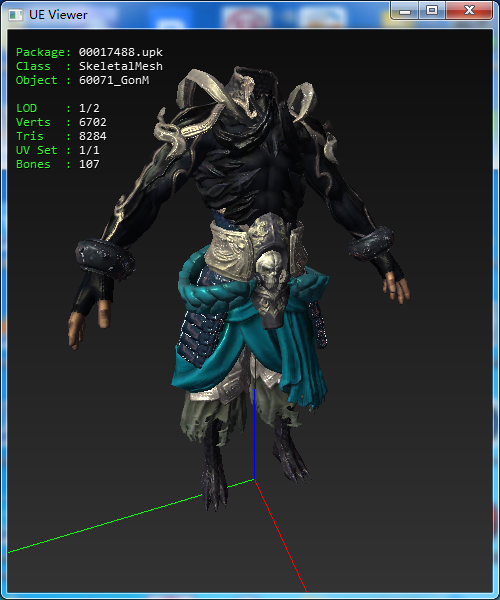 UE Viewer
Package: 00017488.upk
Class : SkeletalMesh
Object : 60071_GonM
LOD : 1/2
Verts : 6702
Tris : 8284
UV Set : 1/1
Bones : 107